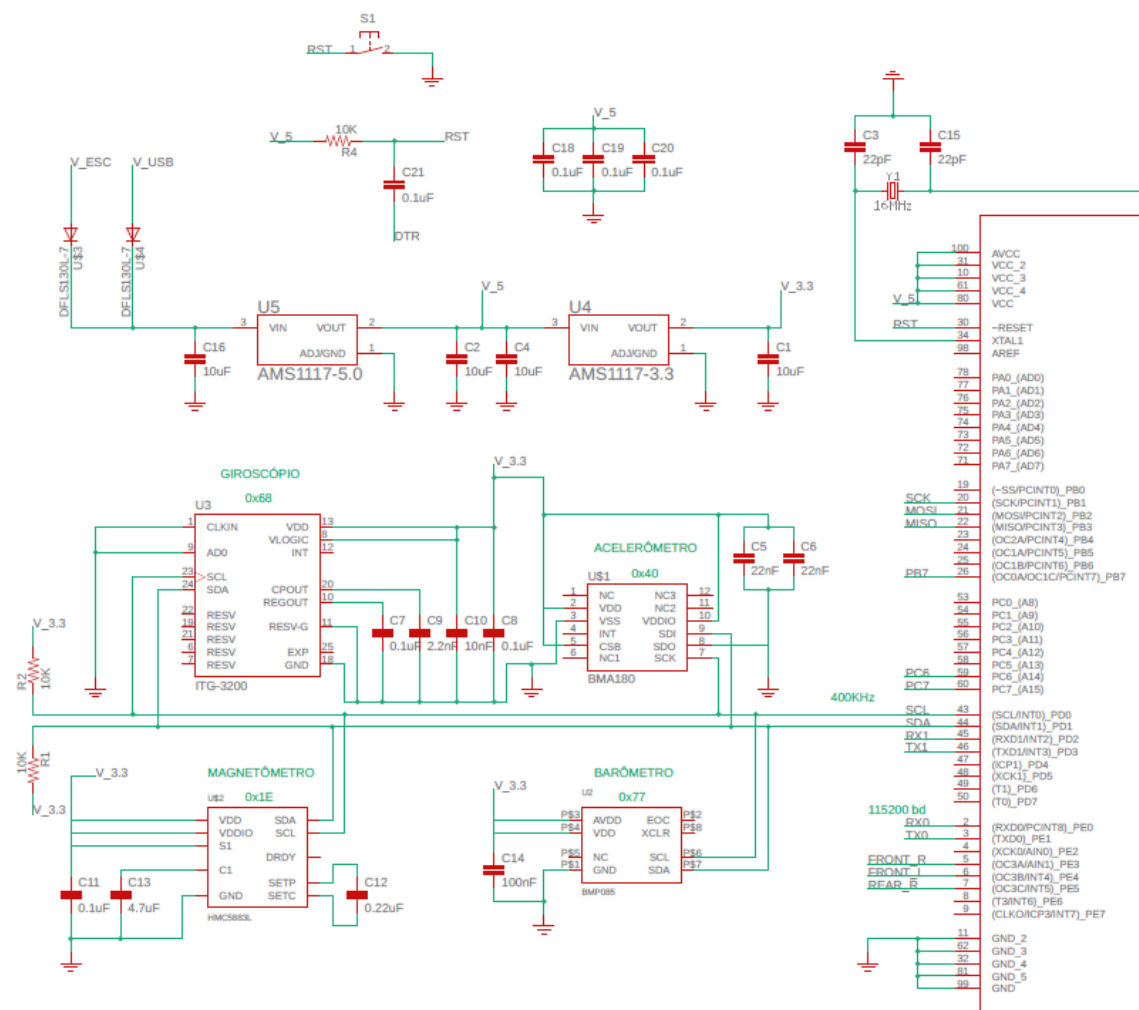 S1
RST 1 2
V_5 10K RST
R4
C21
0.1uF
DTR
V_5
C18 C19 C20
0.1uF 0.1uF 0.1uF
C3 C15
22pF 22pF
Y1
16MHz
V_ESC V_USB
DFLS130L-7
U$3
DFLS130L-7
U$4
U5
3 VIN VOUT 2
ADJ/GND 1
AMS1117-5.0
C16
10uF
V_5
C2 C4
10uF 10uF
U4
3 VIN VOUT 2
ADJ/GND 1
AMS1117-3.3
V_3.3
C1
10uF
GIROSCÓPIO
0x68
U3
1 CLKIN VDD 13
VLOGIC 8
9 AD0 INT 12
23 SCL
24 SDA CPOUT 20
REGOUT 10
22 RESV
19 RESV RESV-G 11
21 RESV
6 RESV EXP 25
7 RESV GND 18
ITG-3200
C7 C9 C10 C8
0.1uF 2.2nF 10nF 0.1uF
V_3.3
ACELERÔMETRO
0x40
U$1
1 NC NC3 12
2 VDD NC2 11
3 VSS VDDIO 10
4 INT SDI 9
5 CSB SDO 8
6 NC1 SCK 7
BMA180
C5 C6
22nF 22nF
V_3.3
R2
10K
10K
R1
V_3.3
400KHz
V_3.3
MAGNETÔMETRO
0x1E
U$2
VDD SDA
VDDIO SCL
S1
DRDY
C1
SETP
GND SETC
HMC5883L
C11 C13 C12
0.1uF 4.7uF 0.22uF
V_3.3
BARÔMETRO
0x77
U2
P$3 AVDD EOC P$2
P$4 VDD XCLR P$8
P$5 NC SCL P$6
P$1 GND SDA P$7
BMP085
C14
100nF
100 AVCC
31 VCC_2
10 VCC_3
61 VCC_4
V_5 80 VCC
RST 30 ~RESET
34 XTAL1
98 AREF
78 PA0_(AD0)
77 PA1_(AD1)
76 PA2_(AD2)
75 PA3_(AD3)
74 PA4_(AD4)
73 PA5_(AD5)
72 PA6_(AD6)
71 PA7_(AD7)
19 (~SS/PCINT0)_PB0
SCK 20 (SCK/PCINT1)_PB1
MOSI 21 (MOSI/PCINT2)_PB2
MISO 22 (MISO/PCINT3)_PB3
23 (OC2A/PCINT4)_PB4
24 (OC1A/PCINT5)_PB5
25 (OC1B/PCINT6)_PB6
PB7 26 (OC0A/OC1C/PCINT7)_PB7
53 PC0_(A8)
54 PC1_(A9)
55 PC2_(A10)
56 PC3_(A11)
57 PC4_(A12)
58 PC5_(A13)
PC6 59 PC6_(A14)
PC7 60 PC7_(A15)
SCL 43 (SCL/INT0)_PD0
SDA 44 (SDA/INT1)_PD1
RX1 45 (RXD1/INT2)_PD2
TX1 46 (TXD1/INT3)_PD3
47 (ICP1)_PD4
48 (XCK1)_PD5
49 (T1)_PD6
50 (T0)_PD7
115200 bd
RX0 2 (RXD0/PCINT8)_PE0
TX0 3 (TXD0)_PE1
4 (XCK0/AIN0)_PE2
FRONT_R 5 (OC3A/AIN1)_PE3
FRONT_L 6 (OC3B/INT4)_PE4
REAR_R 7 (OC3C/INT5)_PE5
8 (T3/INT6)_PE6
9 (CLKO/ICP3/INT7)_PE7
11 GND_2
62 GND_3
32 GND_4
81 GND_5
99 GND